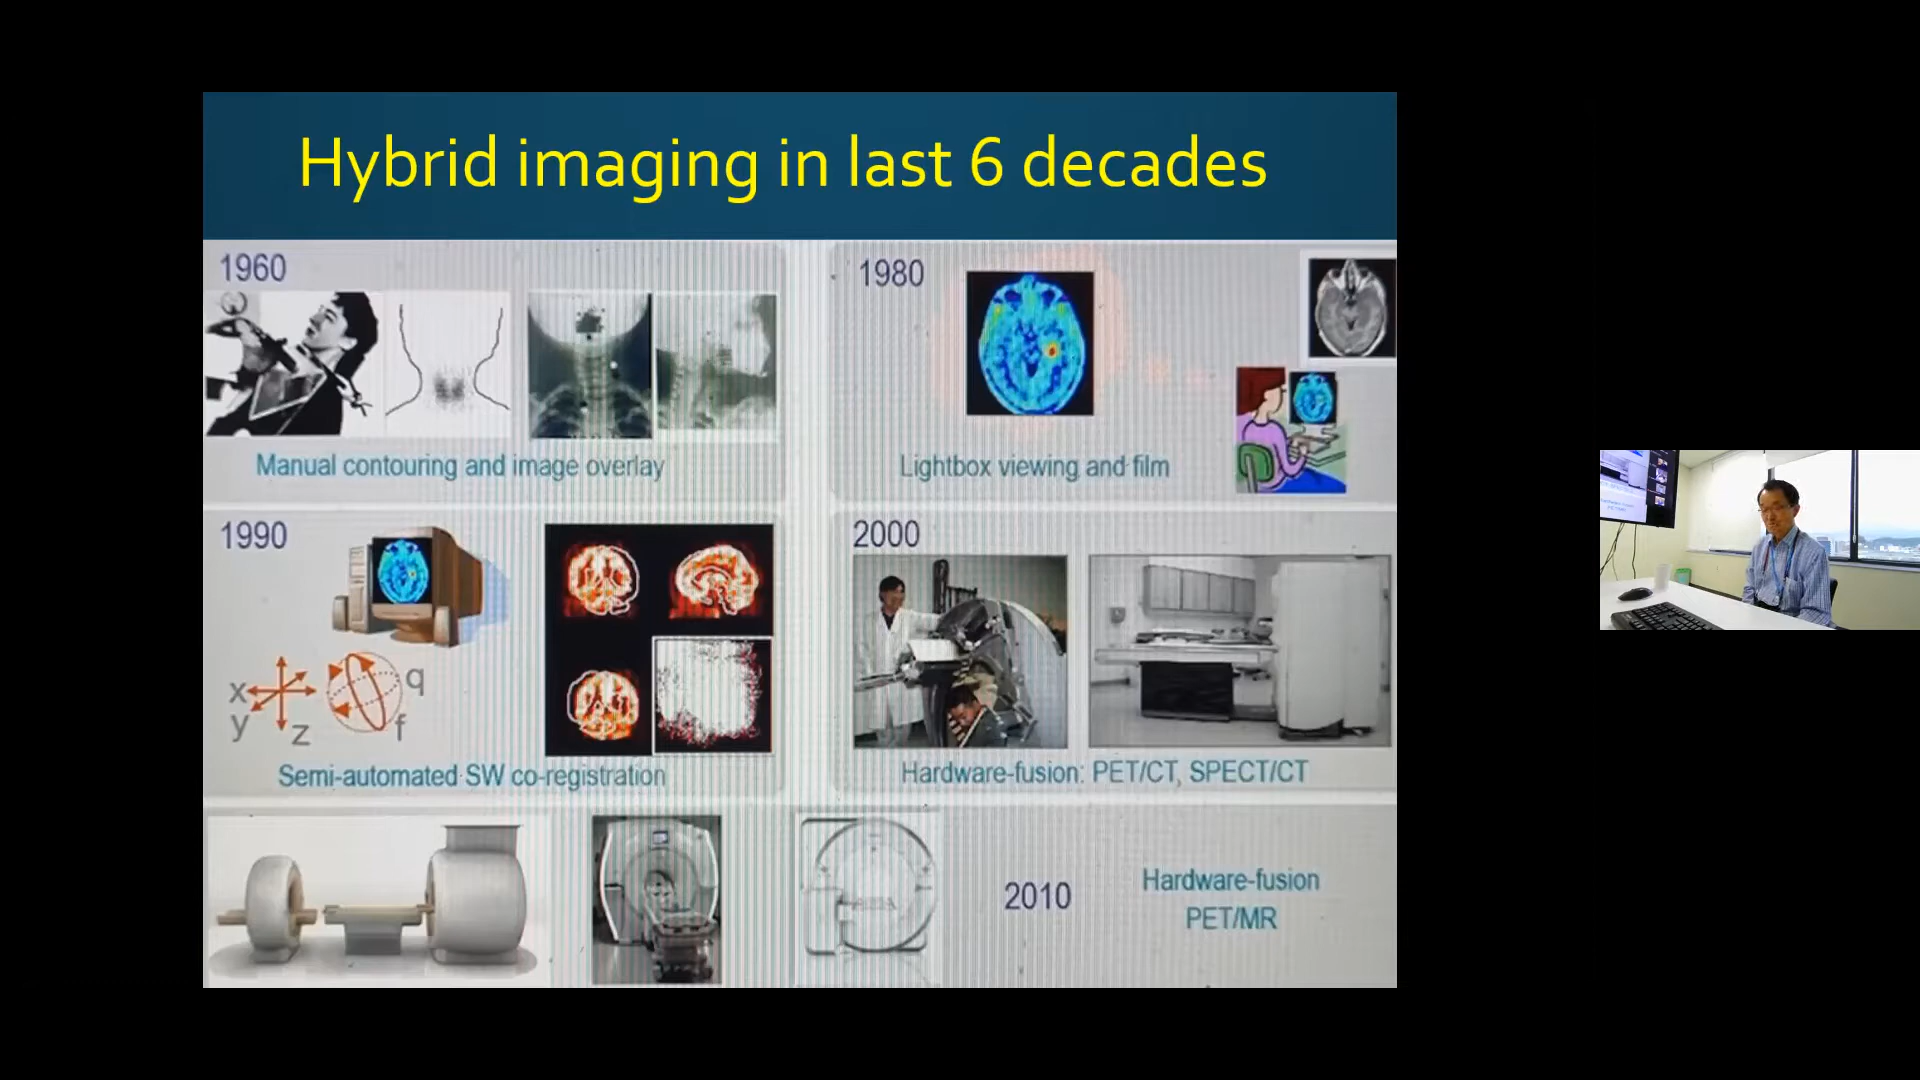 Hybrid imaging in last 6 decades
1960
Manual contouring and image overlay
1980
Lightbox viewing and film
1990
x
y
z
q
f
Semi-automated SW co-registration
2000
Hardware-fusion: PET/CT, SPECT/CT
2010
Hardware-fusion
PET/MR